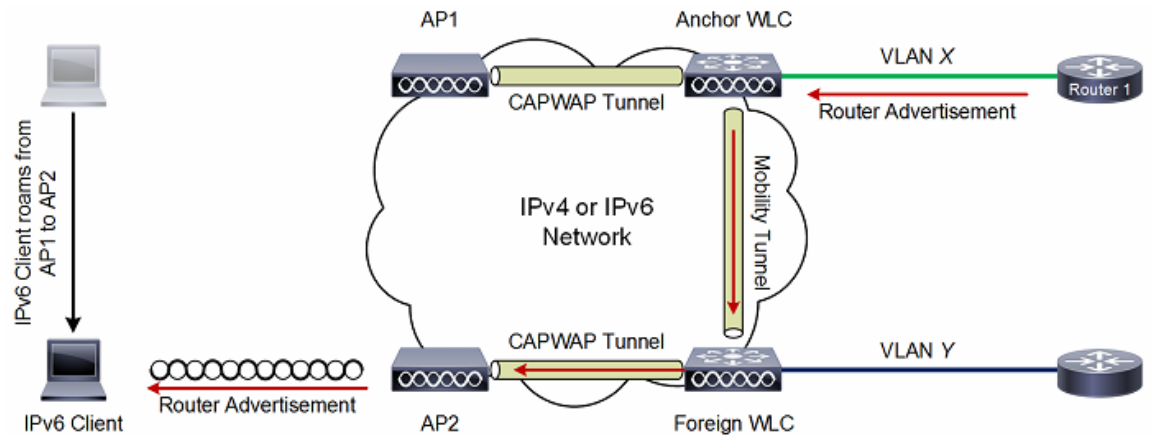 AP1
Anchor WLC
VLAN X
CAPWAP Tunnel
Router 1
Router Advertisement
IPv6 Client roams from
AP1 to AP2
IPv4 or IPv6
Network
Mobility Tunnel
CAPWAP Tunnel
VLAN Y
Router Advertisement
IPv6 Client
AP2
Foreign WLC